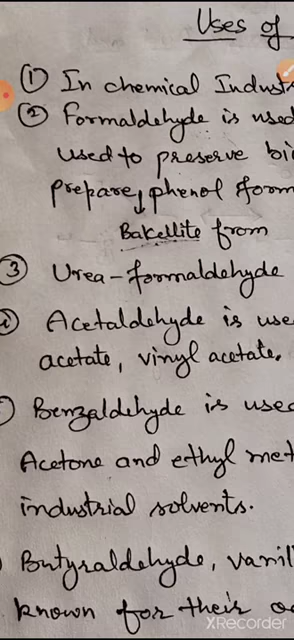 Uses of
① In chemical Indust
② Formaldehyde is used
used to preserve bi
prepare phenol form
Bakellite from
③ Urea-formaldehyde
Acetaldehyde is use
acetate, vinyl acetate.
Benzaldehyde is used
Acetone and ethyl met
industrial solvents.
Butyraldehyde, vanil
known for their o
XRecorder